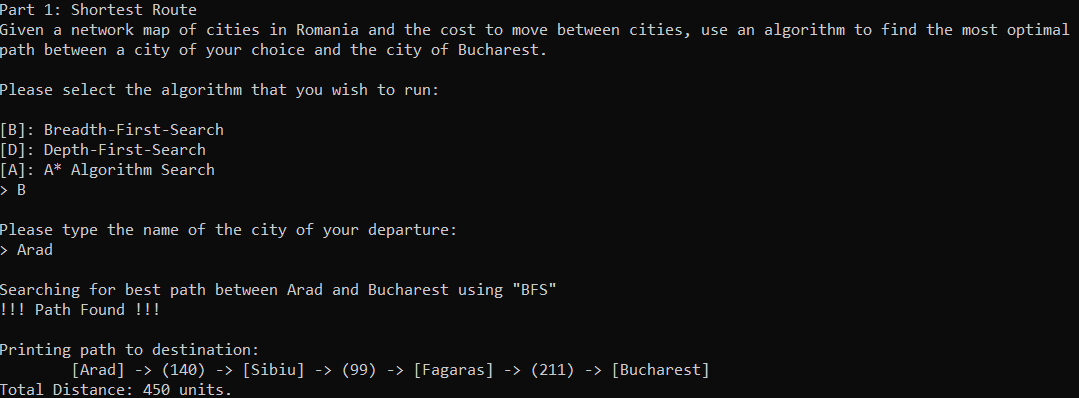 Part 1: Shortest Route
Given a network map of cities in Romania and the cost to move between cities, use an algorithm to find the most optimal
path between a city of your choice and the city of Bucharest.
Please select the algorithm that you wish to run:
[B]: Breadth-First-Search
[D]: Depth-First-Search
[A]: A* Algorithm Search
> B
Please type the name of the city of your departure:
> Arad
Searching for best path between Arad and Bucharest using "BFS"
!!! Path Found !!!
Printing path to destination:
[Arad] -> (140) -> [Sibiu] -> (99) -> [Fagaras] -> (211) -> [Bucharest]
Total Distance: 450 units.